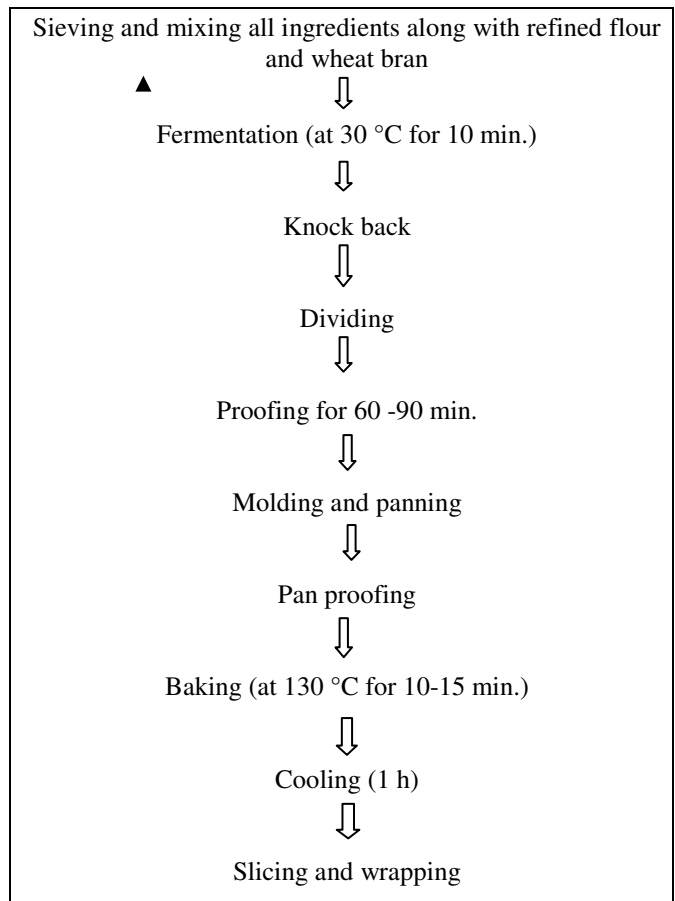 Sieving and mixing all ingredients along with refined flour
and wheat bran
Fermentation (at 30 °C for 10 min.)
Knock back
Dividing
Proofing for 60 -90 min.
Molding and panning
Pan proofing
Baking (at 130 °C for 10-15 min.)
Cooling (1 h)
Slicing and wrapping